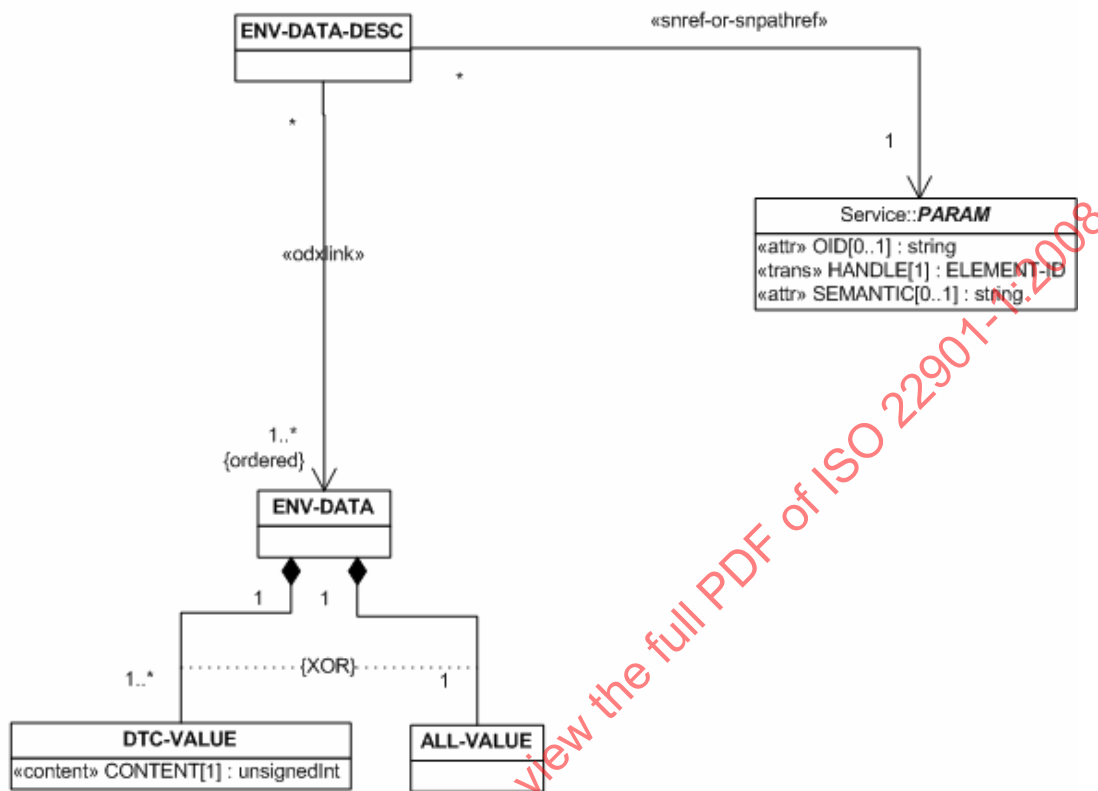 ENV-DATA-DESC
«snref-or-snpathref»
*
*
1
Service::PARAM
«attr» OID[0..1] : string
«trans» HANDLE[1] : ELEMENT-ID
«attr» SEMANTIC[0..1] : string
«odxlink»
1..*
{ordered}
ENV-DATA
1
1
{XOR}
1..*
1
DTC-VALUE
«content» CONTENT[1] : unsignedInt
ALL-VALUE
view the full PDF of ISO 22901-1:2008